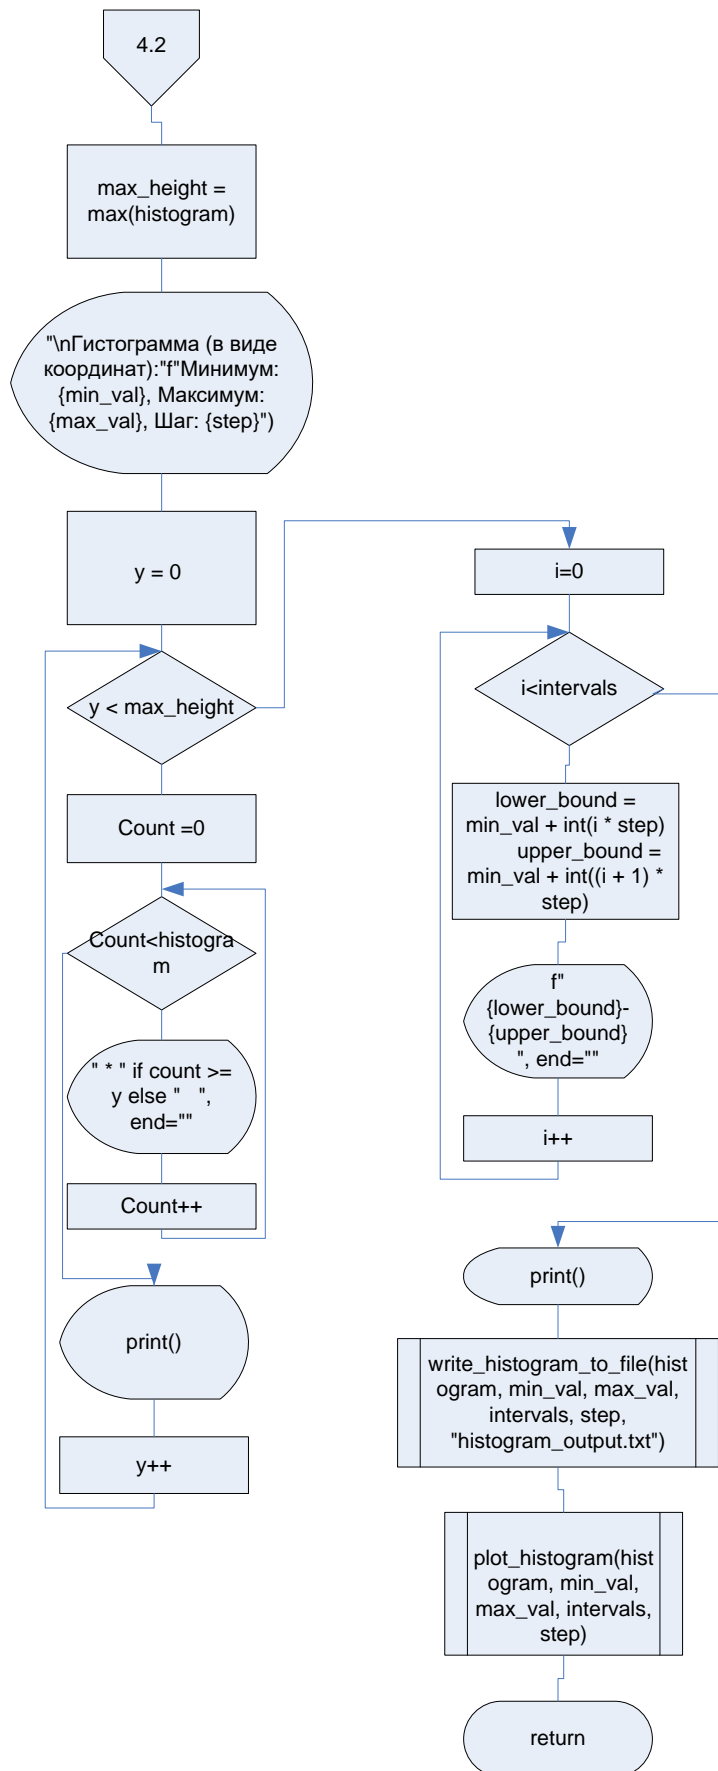 4.2
max_height =
max(histogram)
"\nГистограмма (в виде
координат):"f"Минимум:
{min_val}, Максимум:
{max_val}, Шаг: {step}")
y = 0
y < max_height
Count =0
Count<histogra
m
" * " if count >=
y else "   ",
end=""
Count++
print()
y++
i=0
i<intervals
lower_bound =
min_val + int(i * step)
upper_bound =
min_val + int((i + 1) *
step)
f"
{lower_bound}-
{upper_bound}
", end=""
i++
print()
write_histogram_to_file(hist
ogram, min_val, max_val,
intervals, step,
"histogram_output.txt")
plot_histogram(hist
ogram, min_val,
max_val, intervals,
step)
return